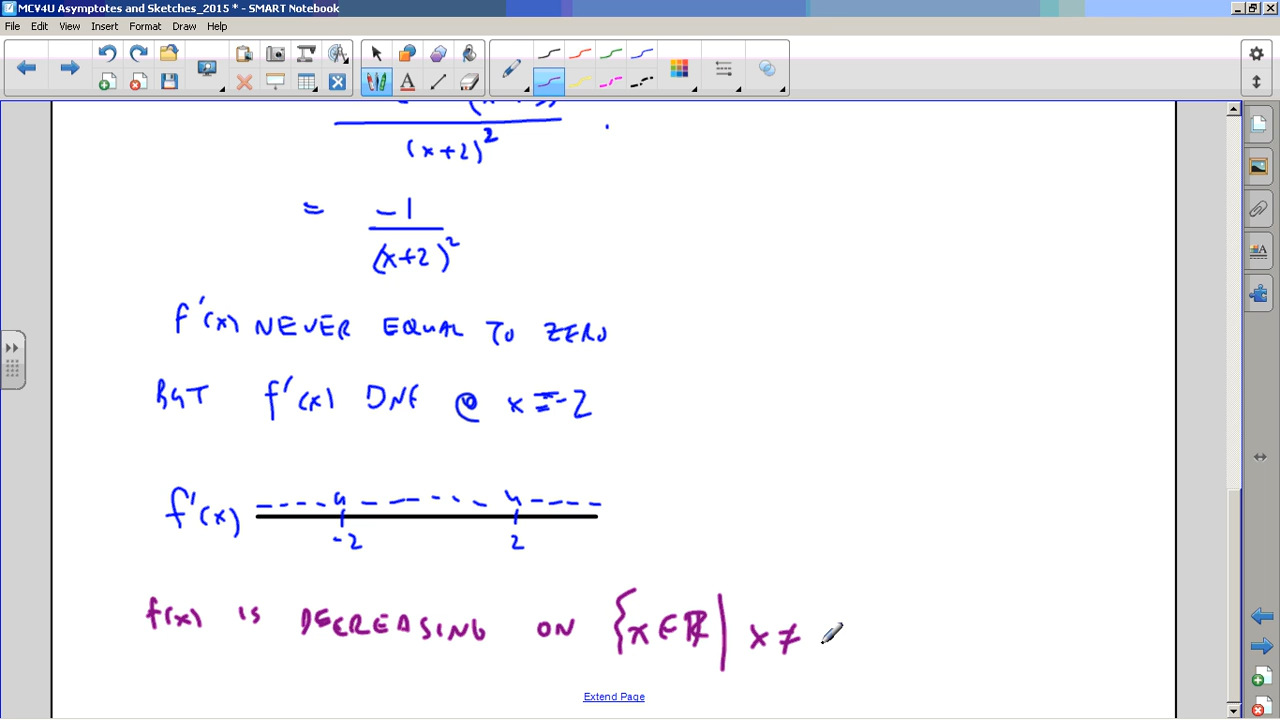 MCV4U Asymptotes and Sketches_2015 * - SMART Notebook
File Edit View Insert Format Draw Help
(x+2)²
= -1
(x+2)²
f'(x) NEVER EQUAL TO ZERO
BUT f'(x) DNE @ x = -2
f'(x)
-2 2
f(x) IS DECREASING ON {x∈ℝ| x≠
Extend Page